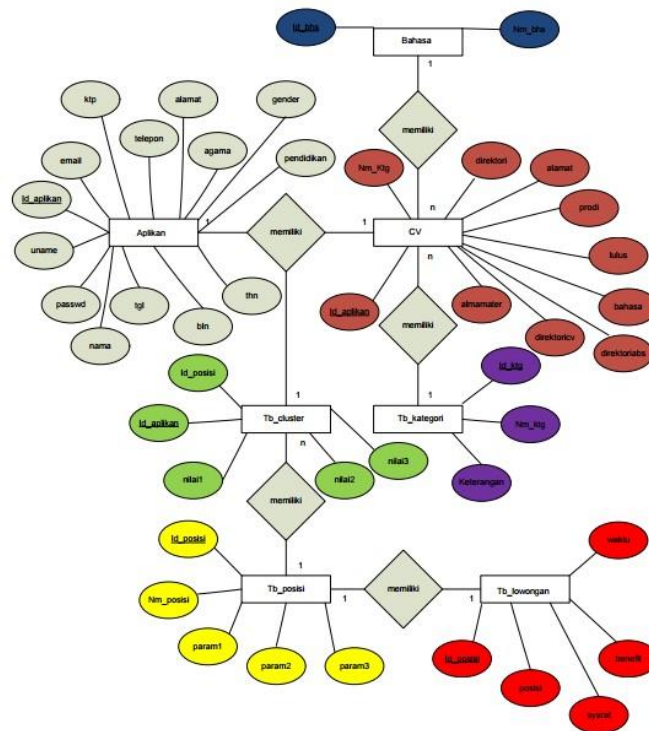 Id_bhs
Bahasa
Nm_bhs
1
ktp
alamat
gender
memiliki
telepon
agama
pendidikan
email
Nm_Ktg
direktori
alamat
Id_aplikan
n
prodi
Aplikan
1
memiliki
1
CV
uname
n
lulus
passwd
tgl
thn
Id_aplikan
almamater
bahasa
nama
bln
memiliki
direktoricv
direktoriabs
Id_posisi
Id_ktg
1
1
Id_aplikan
Tb_cluster
Tb_kategori
Nm_ktg
n
nilai1
nilai2
nilai3
Keterangan
memiliki
Id_posisi
waktu
1
Tb_posisi
1
memiliki
1
Tb_lowongan
Nm_posisi
param1
param2
param3
Id_posisi
posisi
syarat
benefit